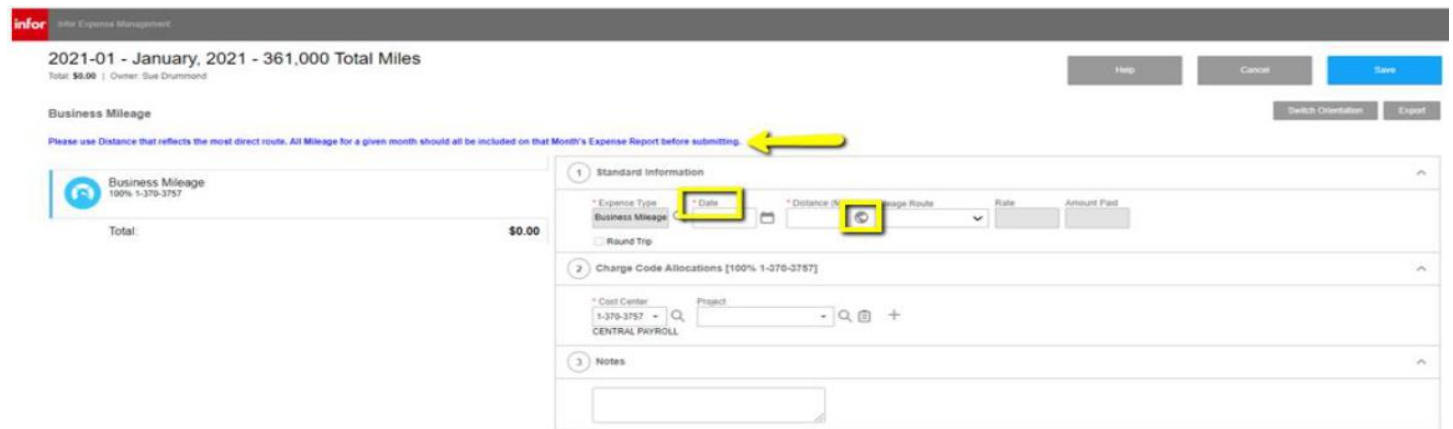 infor Infor Expense Management
2021-01 - January, 2021 - 361,000 Total Miles
Total: $0.00 | Owner: Sue Drummond
Help Cancel Save
Business Mileage
Switch Orientation Export
Please use Distance that reflects the most direct route. All Mileage for a given month should all be included on that Month's Expense Report before submitting.
Business Mileage
100% 1-370-3757
Total: $0.00
1 Standard Information
* Expense Type * Date * Distance (M eage Route Rate Amount Paid
Business Mileage
Round Trip
2 Charge Code Allocations [100% 1-370-3757]
* Cost Center Project
1-370-3757
CENTRAL PAYROLL
3 Notes